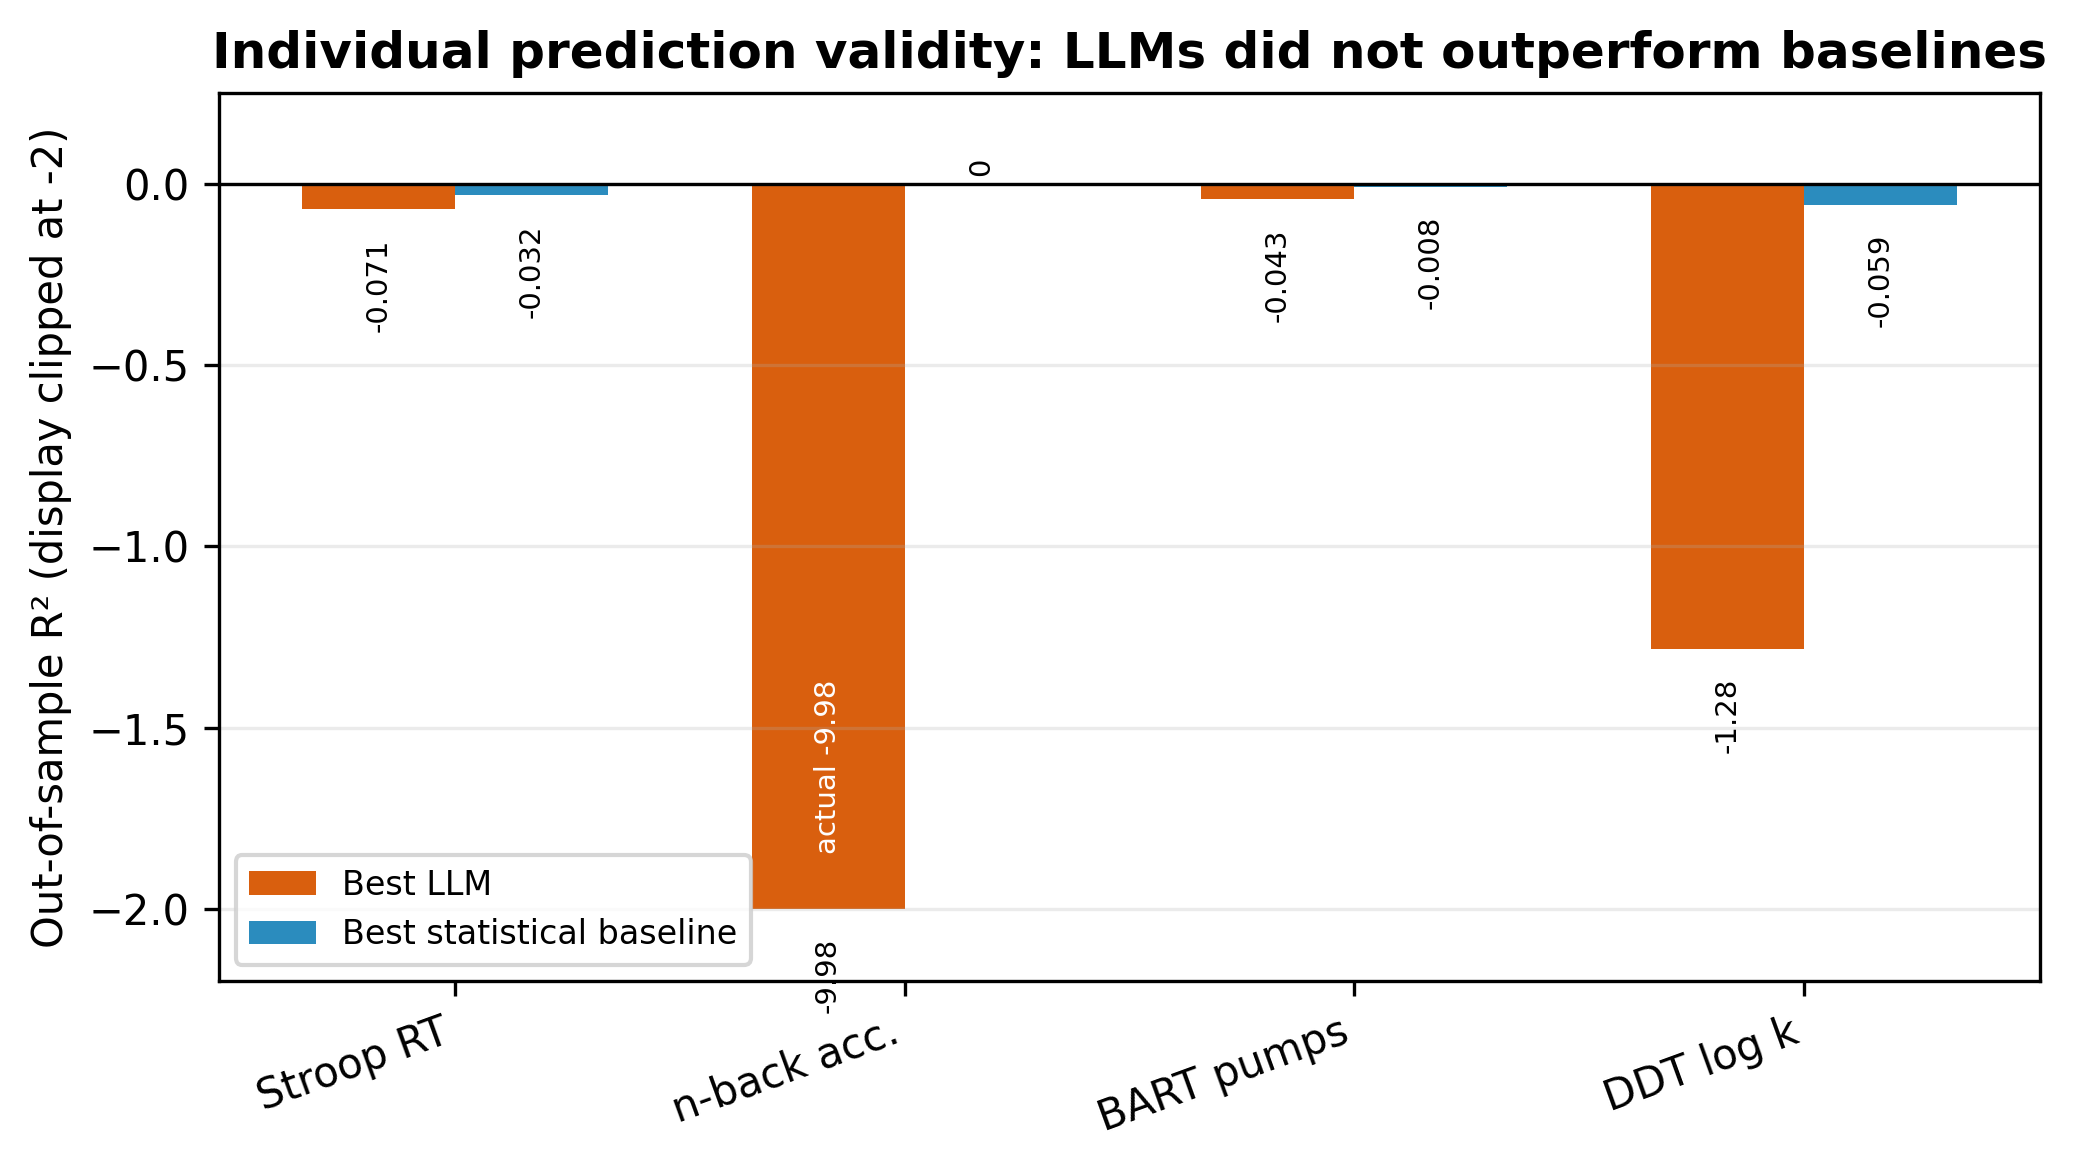 Individual prediction validity: LLMs did not outperform baselines
Out-of-sample R² (display clipped at -2)
0.0
−0.5
−1.0
−1.5
−2.0
-0.071
-0.032
actual -9.98
-9.98
0
-0.043
-0.008
-1.28
-0.059
Best LLM
Best statistical baseline
Stroop RT
n-back acc.
BART pumps
DDT log k